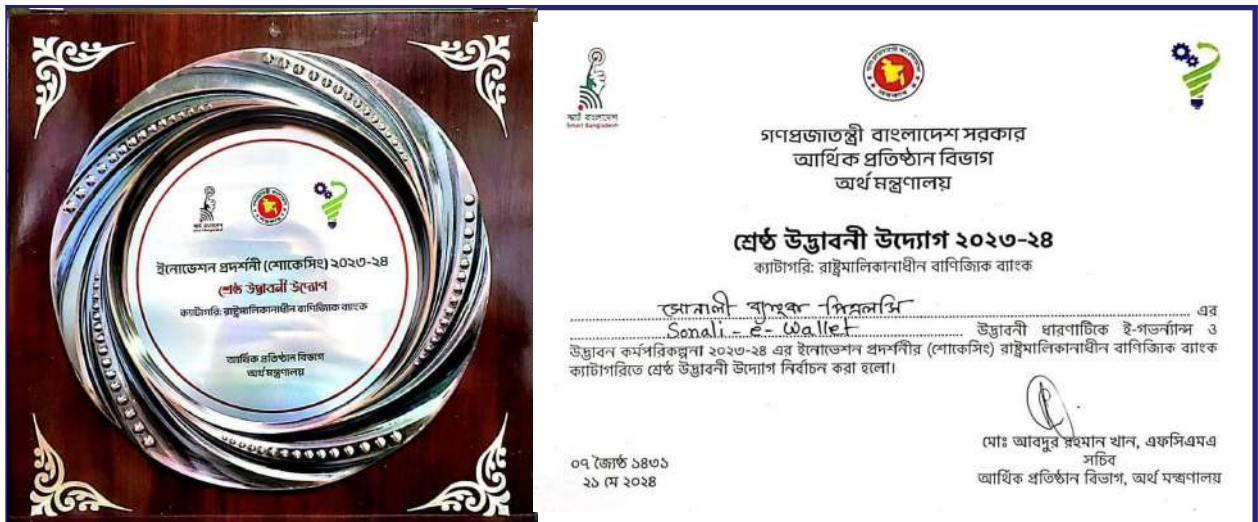 স্মার্ট বাংলাদেশ
Smart Bangladesh
ইনোভেশন প্রদর্শনী (শোকেসিং) ২০২৩-২৪
শ্রেষ্ঠ উদ্ভাবনী উদ্যোগ
ক্যাটাগরি: রাষ্ট্রমালিকানাধীন বাণিজ্যিক ব্যাংক
আর্থিক প্রতিষ্ঠান বিভাগ
অর্থ মন্ত্রণালয়
স্মার্ট বাংলাদেশ
Smart Bangladesh
গণপ্রজাতন্ত্রী বাংলাদেশ সরকার
আর্থিক প্রতিষ্ঠান বিভাগ
অর্থ মন্ত্রণালয়
শ্রেষ্ঠ উদ্ভাবনী উদ্যোগ ২০২৩-২৪
ক্যাটাগরি: রাষ্ট্রমালিকানাধীন বাণিজ্যিক ব্যাংক
সোনালী ব্যাংক পিএলসি এর
Sonali-e-Wallet উদ্ভাবনী ধারণাটিকে ই-গভর্ন্যান্স ও
উদ্ভাবন কর্মপরিকল্পনা ২০২৩-২৪ এর ইনোভেশন প্রদর্শনীর (শোকেসিং) রাষ্ট্রমালিকানাধীন বাণিজ্যিক ব্যাংক
ক্যাটাগরিতে শ্রেষ্ঠ উদ্ভাবনী উদ্যোগ নির্বাচন করা হলো।
মোঃ আবদুর রহমান খান, এফসিএমএ
সচিব
আর্থিক প্রতিষ্ঠান বিভাগ, অর্থ মন্ত্রণালয়
০৭ জ্যৈষ্ঠ ১৪৩১
২১ মে ২০২৪